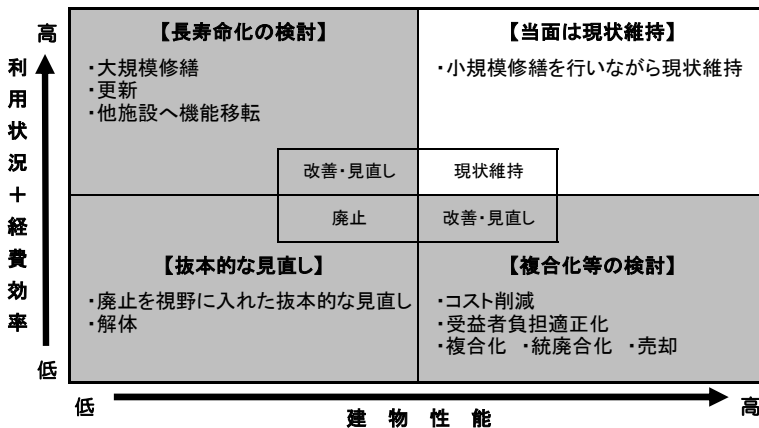 高
利用状況＋経費効率
低
【長寿命化の検討】
・大規模修繕
・更新
・他施設へ機能移転
【当面は現状維持】
・小規模修繕を行いながら現状維持
改善・見直し
現状維持
廃止
改善・見直し
【抜本的な見直し】
・廃止を視野に入れた抜本的な見直し
・解体
【複合化等の検討】
・コスト削減
・受益者負担適正化
・複合化 ・統廃合化 ・売却
低
高
建物性能